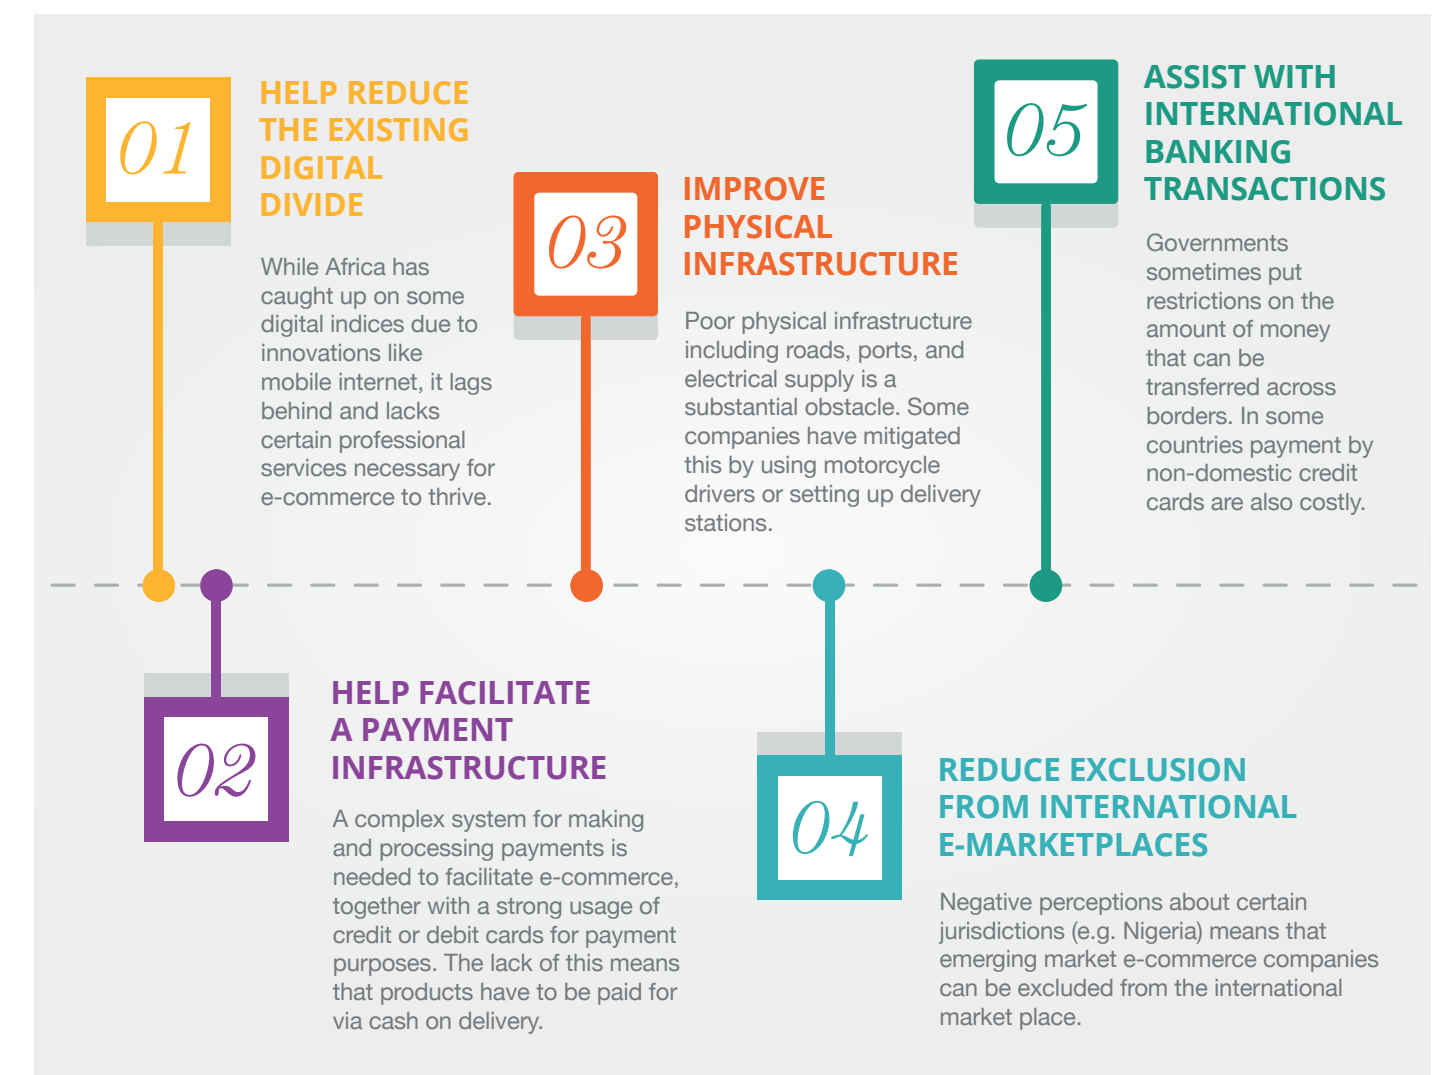 01
HELP REDUCE
THE EXISTING
DIGITAL
DIVIDE
While Africa has
caught up on some
digital indices due to
innovations like
mobile internet, it lags
behind and lacks
certain professional
services necessary for
e-commerce to thrive.
02
HELP FACILITATE
A PAYMENT
INFRASTRUCTURE
A complex system for making
and processing payments is
needed to facilitate e-commerce,
together with a strong usage of
credit or debit cards for payment
purposes. The lack of this means
that products have to be paid for
via cash on delivery.
03
IMPROVE
PHYSICAL
INFRASTRUCTURE
Poor physical infrastructure
including roads, ports, and
electrical supply is a
substantial obstacle. Some
companies have mitigated
this by using motorcycle
drivers or setting up delivery
stations.
04
REDUCE EXCLUSION
FROM INTERNATIONAL
E-MARKETPLACES
Negative perceptions about certain
jurisdictions (e.g. Nigeria) means that
emerging market e-commerce companies
can be excluded from the international
market place.
05
ASSIST WITH
INTERNATIONAL
BANKING
TRANSACTIONS
Governments
sometimes put
restrictions on the
amount of money
that can be
transferred across
borders. In some
countries payment by
non-domestic credit
cards are also costly.